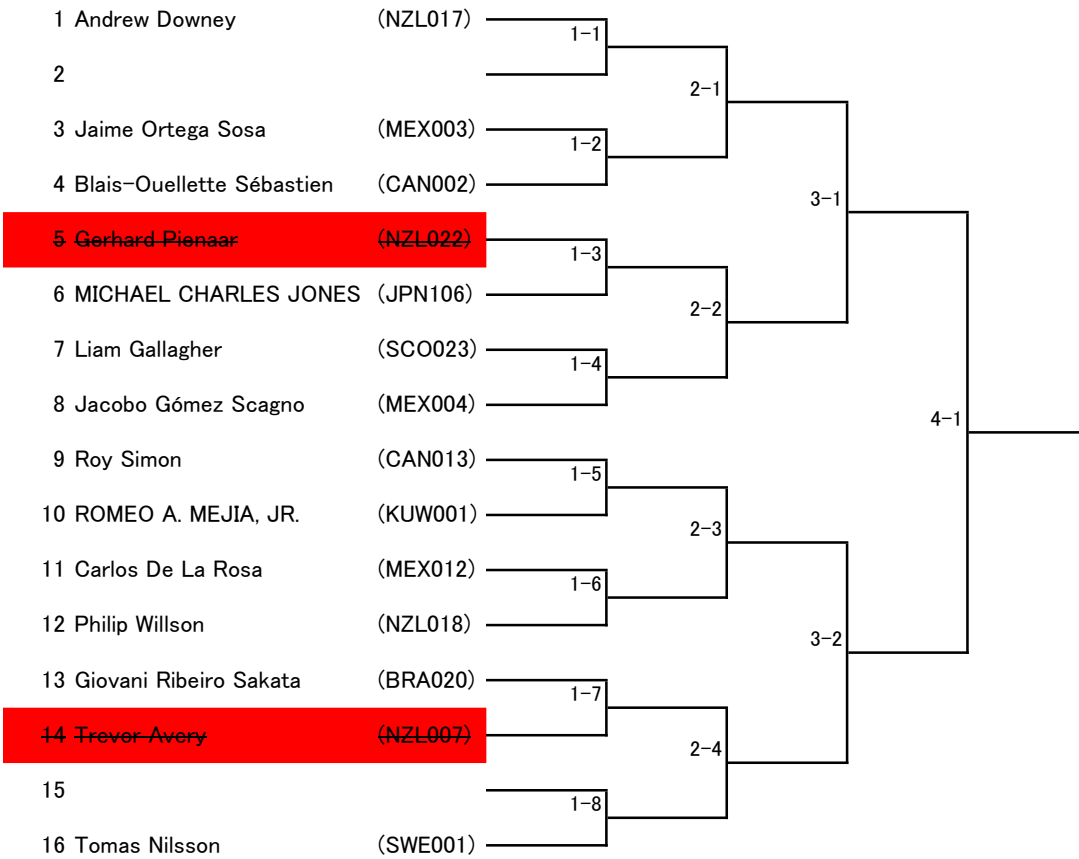 1 Andrew Downey (NZL017)
1-1
2
2-1
3 Jaime Ortega Sosa (MEX003)
1-2
4 Blais-Ouellette Sébastien (CAN002)
3-1
5 Gerhard Pienaar (NZL022)
1-3
6 MICHAEL CHARLES JONES (JPN106)
2-2
7 Liam Gallagher (SCO023)
1-4
8 Jacobo Gómez Scagno (MEX004)
4-1
9 Roy Simon (CAN013)
1-5
10 ROMEO A. MEJIA, JR. (KUW001)
2-3
11 Carlos De La Rosa (MEX012)
1-6
12 Philip Willson (NZL018)
3-2
13 Giovani Ribeiro Sakata (BRA020)
1-7
14 Trevor Avery (NZL007)
2-4
15
1-8
16 Tomas Nilsson (SWE001)